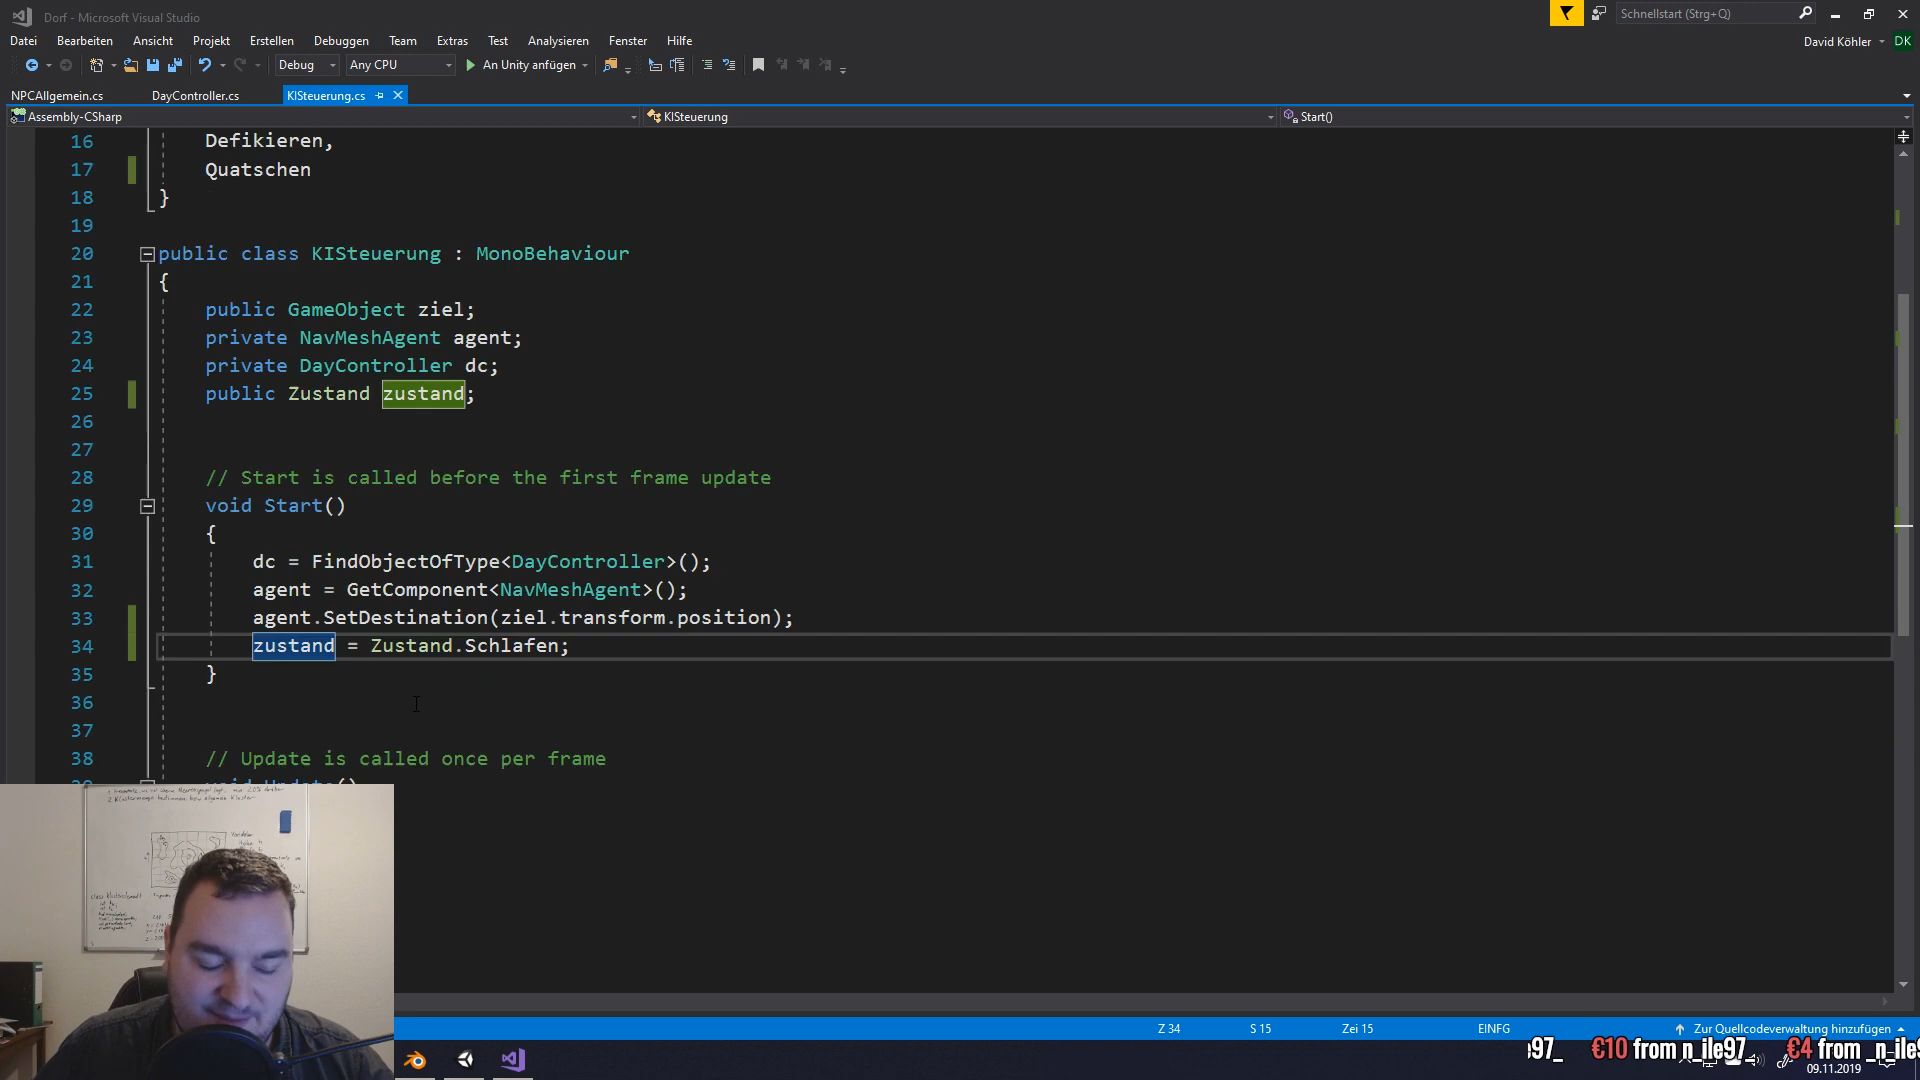 Dorf - Microsoft Visual Studio
Schnellstart (Strg+Q)
Datei Bearbeiten Ansicht Projekt Erstellen Debuggen Team Extras Test Analysieren Fenster Hilfe
David Köhler DK
Debug Any CPU An Unity anfügen
NPCAllgemein.cs DayController.cs KISteuerung.cs
Assembly-CSharp KISteuerung Start()
16 Defikieren,
17 Quatschen
18 }
19
20 public class KISteuerung : MonoBehaviour
21 {
22 public GameObject ziel;
23 private NavMeshAgent agent;
24 private DayController dc;
25 public Zustand zustand;
26
27
28 // Start is called before the first frame update
29 void Start()
30 {
31 dc = FindObjectOfType<DayController>();
32 agent = GetComponent<NavMeshAgent>();
33 agent.SetDestination(ziel.transform.position);
34 zustand = Zustand.Schlafen;
35 }
36
37
38 // Update is called once per frame
void Update()
Z 34 S 15 Zei 15 EINFG Zur Quellcodeverwaltung hinzufügen
e97_ €10 from n_ile97_ €4 from _n_ile9
09.11.2019